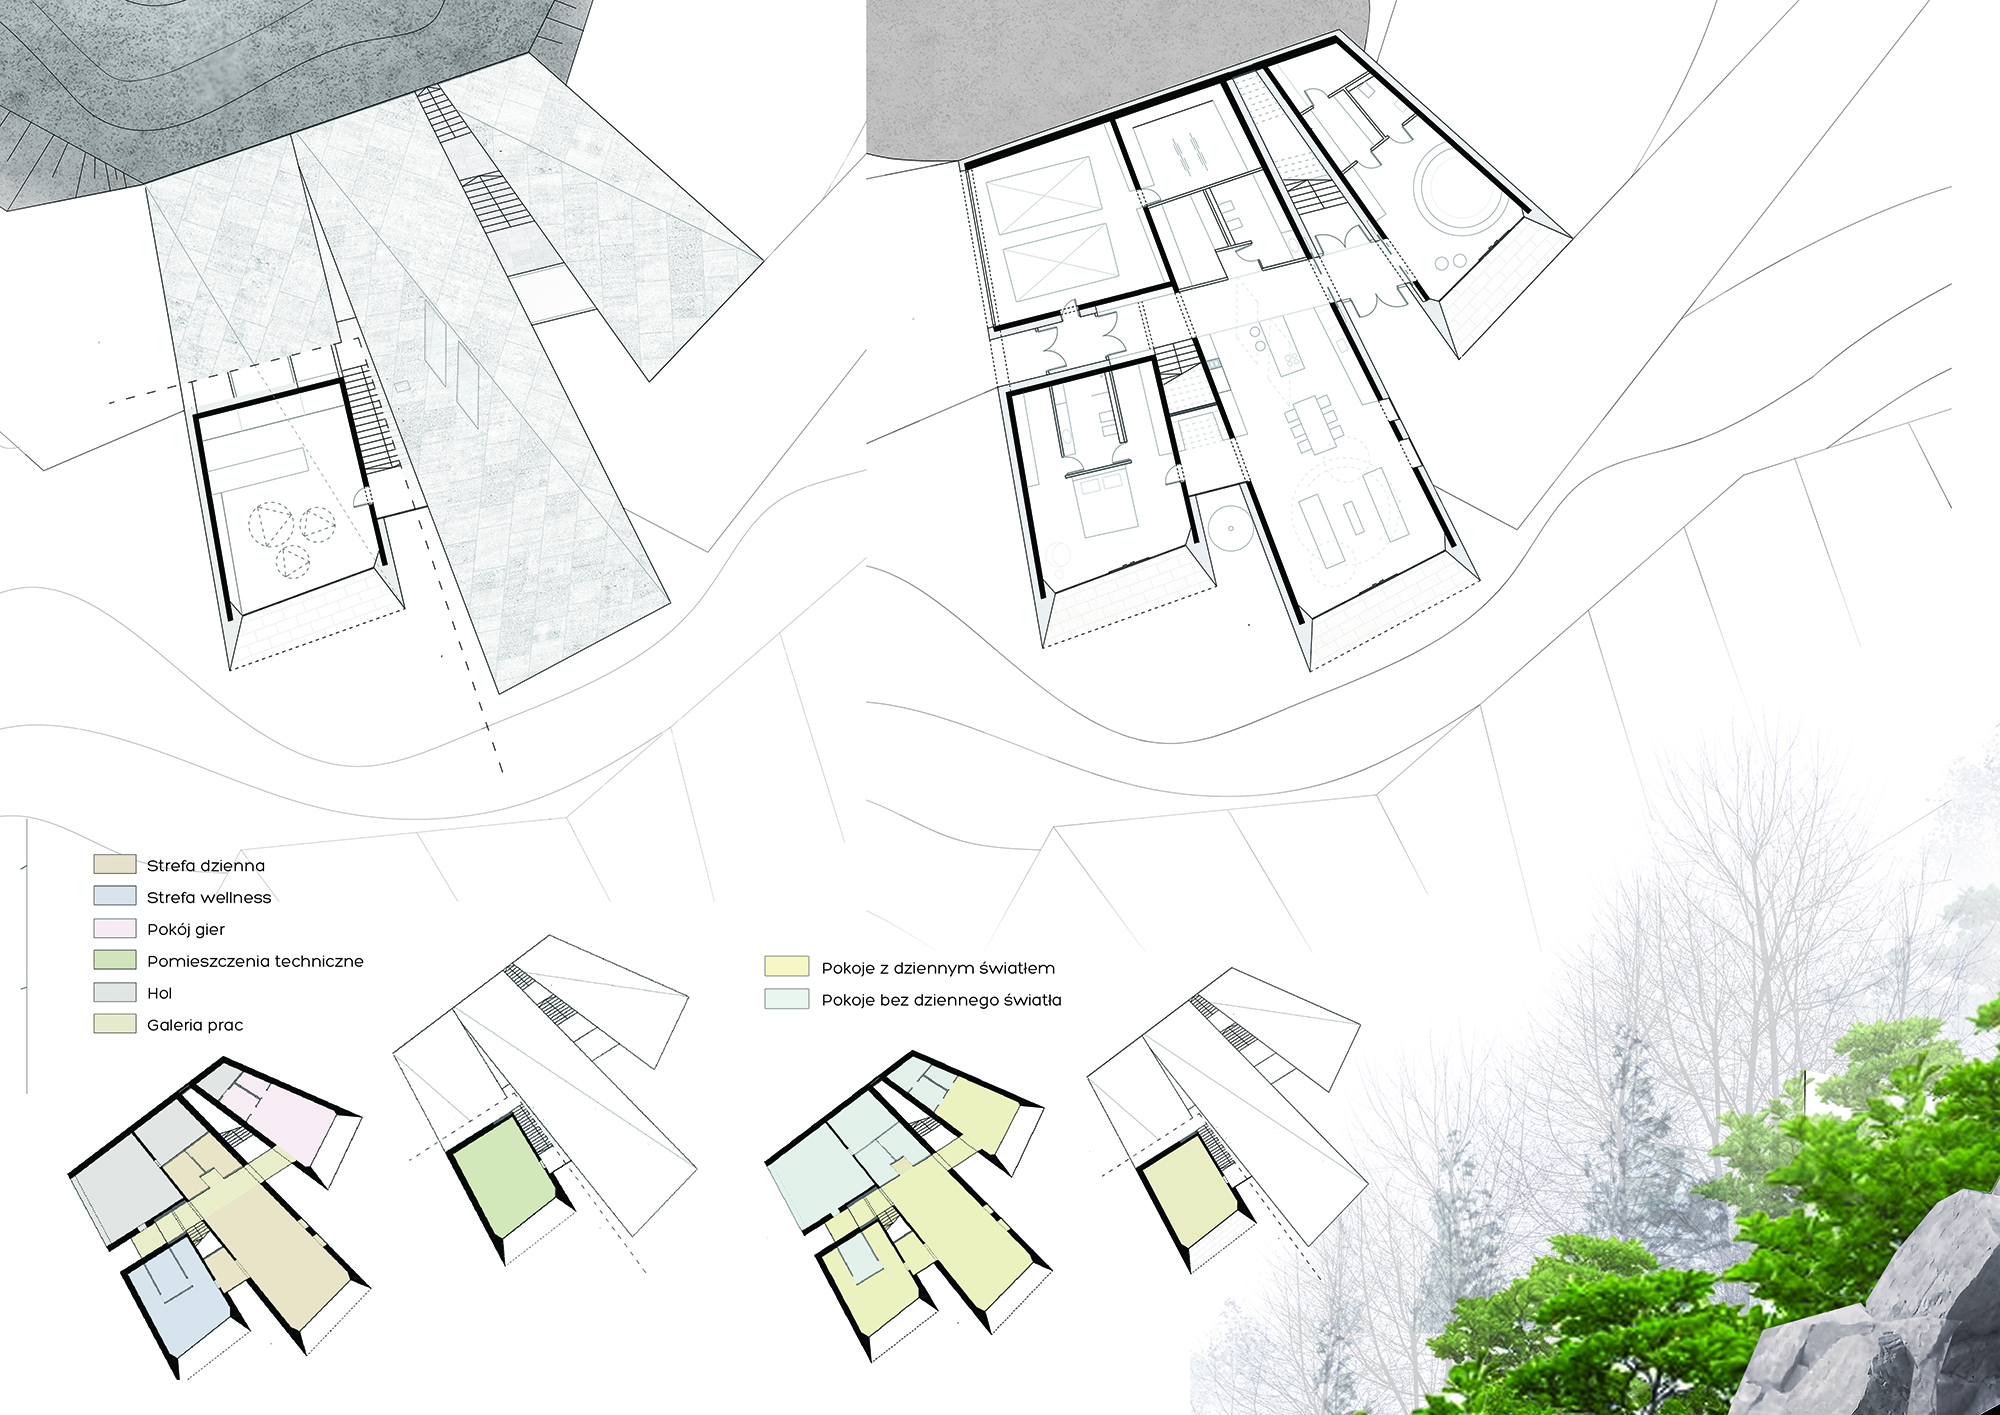 Strefa dzienna
Strefa wellness
Pokój gier
Pomieszczenia techniczne
Hol
Galeria prac
Pokoje z dziennym światłem
Pokoje bez dziennego światła